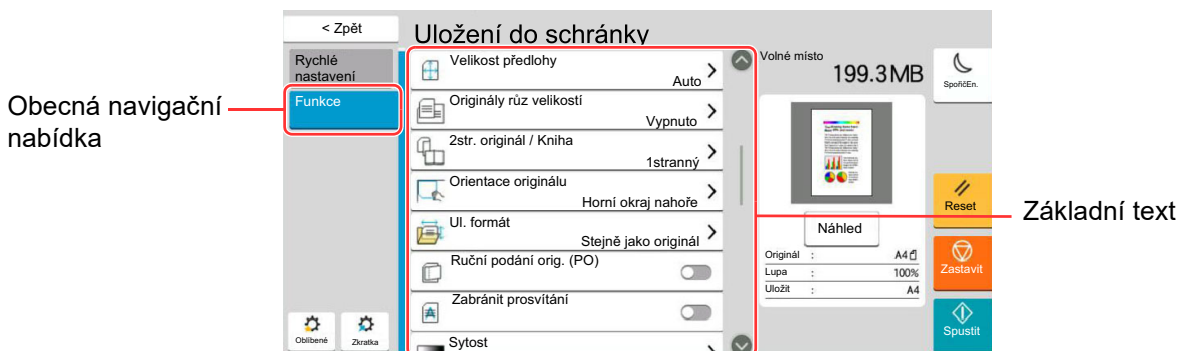 < Zpět
Uložení do schránky
Rychlé
nastavení
Funkce
Obecná navigační
nabídka
Velikost předlohy
Auto
Originály růz velikostí
Vypnuto
2str. originál / Kniha
1stranný
Orientace originálu
Horní okraj nahoře
Ul. formát
Stejně jako originál
Ruční podání orig. (PO)
Zabránit prosvítání
Sytost
Volné místo
199.3MB
Náhled
Originál : A4
Lupa : 100%
Uložit : A4
SpořičEn.
Reset
Zastavit
Spustit
Základní text
Oblíbené
Zkratka